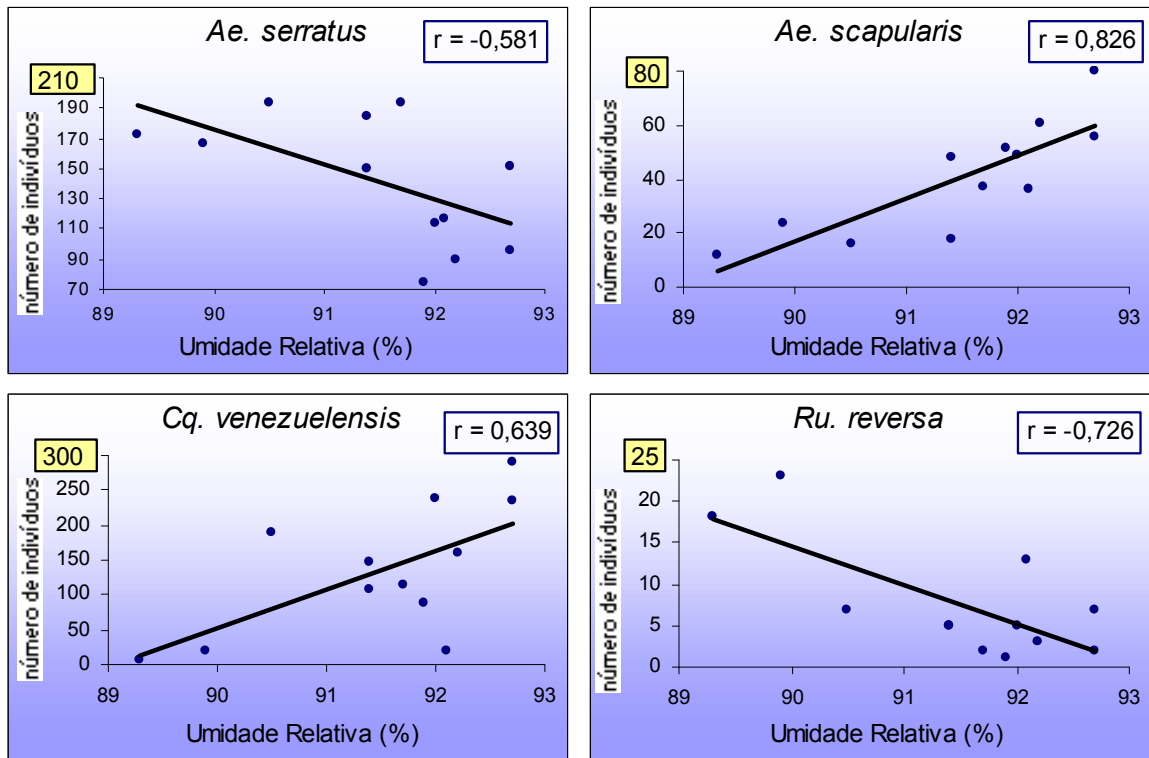 Ae. serratus
r = -0,581
210
190
170
150
130
110
90
70
número de indivíduos
89 90 91 92 93
Umidade Relativa (%)
Ae. scapularis
r = 0,826
80
60
40
20
0
número de indivíduos
89 90 91 92 93
Umidade Relativa (%)
Cq. venezuelensis
r = 0,639
300
250
200
150
100
50
0
número de indivíduos
89 90 91 92 93
Umidade Relativa (%)
Ru. reversa
r = -0,726
25
20
15
10
5
0
número de indivíduos
89 90 91 92 93
Umidade Relativa (%)